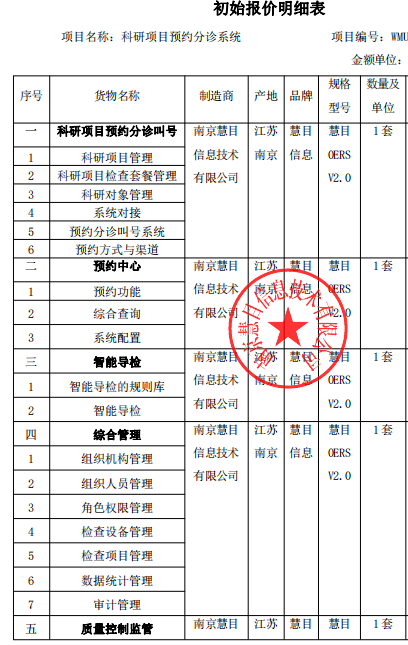 初始报价明细表
项目名称：科研项目预约分诊系统 项目编号：WMU
金额单位：
序号 货物名称 制造商 产地 品牌 规格型号 数量及单位
一 科研项目预约分诊叫号 南京慧目信息技术有限公司 江苏南京 慧目信息 慧目OERS V2.0 1套
1 科研项目管理
2 科研项目检查套餐管理
3 科研对象管理
4 系统对接
5 预约分诊叫号系统
6 预约方式与渠道
二 预约中心 南京慧目信息技术有限公司 江苏南京 慧目信息 慧目OERS V2.0 1套
1 预约功能
2 综合查询
3 系统配置
三 智能导检 南京慧目信息技术有限公司 江苏南京 慧目信息 慧目OERS V2.0 1套
1 智能导检的规则库
2 智能导检
四 综合管理 南京慧目信息技术有限公司 江苏南京 慧目信息 慧目OERS V2.0 1套
1 组织机构管理
2 组织人员管理
3 角色权限管理
4 检查设备管理
5 检查项目管理
6 数据统计管理
7 审计管理
五 质量控制监管 南京慧目 江苏 慧目 慧目 1套
南京慧目信息技术有限公司